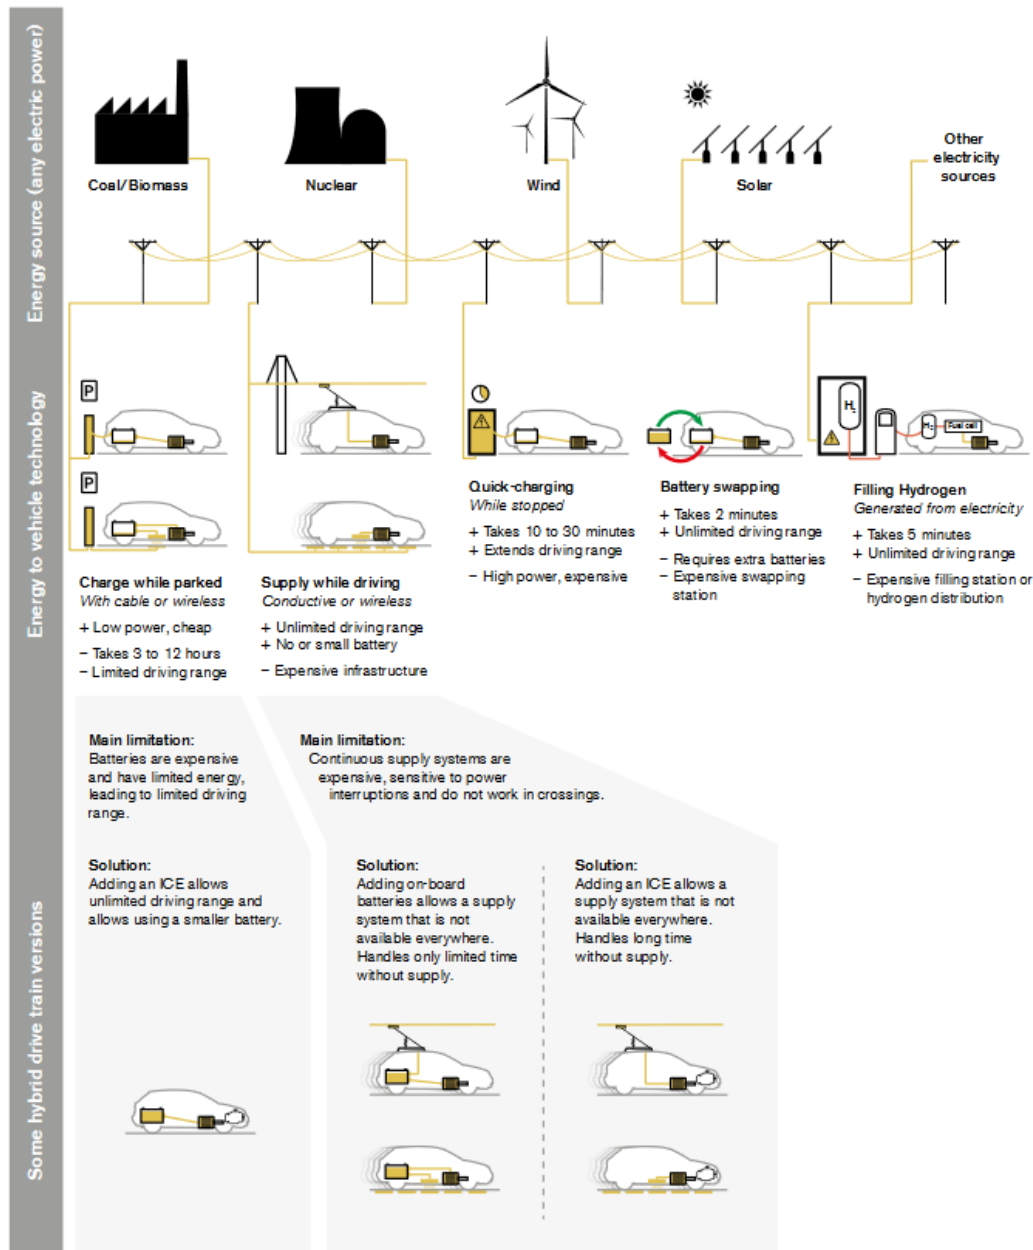 Energy source (any electric power)
Coal/Biomass
Nuclear
Wind
Solar
Other
electricity
sources
Energy to vehicle technology
P
P
H2
H2
Fuel cell
Charge while parked
With cable or wireless
+ Low power, cheap
− Takes 3 to 12 hours
− Limited driving range
Supply while driving
Conductive or wireless
+ Unlimited driving range
+ No or small battery
− Expensive infrastructure
Quick-charging
While stopped
+ Takes 10 to 30 minutes
+ Extends driving range
− High power, expensive
Battery swapping
+ Takes 2 minutes
+ Unlimited driving range
− Requires extra batteries
− Expensive swapping
station
Filling Hydrogen
Generated from electricity
+ Takes 5 minutes
+ Unlimited driving range
− Expensive filling station or
hydrogen distribution
Some hybrid drive train versions
Main limitation:
Batteries are expensive
and have limited energy,
leading to limited driving
range.
Solution:
Adding an ICE allows
unlimited driving range and
allows using a smaller battery.
Main limitation:
Continuous supply systems are
expensive, sensitive to power
interruptions and do not work in crossings.
Solution:
Adding on-board
batteries allows a supply
system that is not
available everywhere.
Handles only limited time
without supply.
Solution:
Adding an ICE allows a
supply system that is not
available everywhere.
Handles long time
without supply.